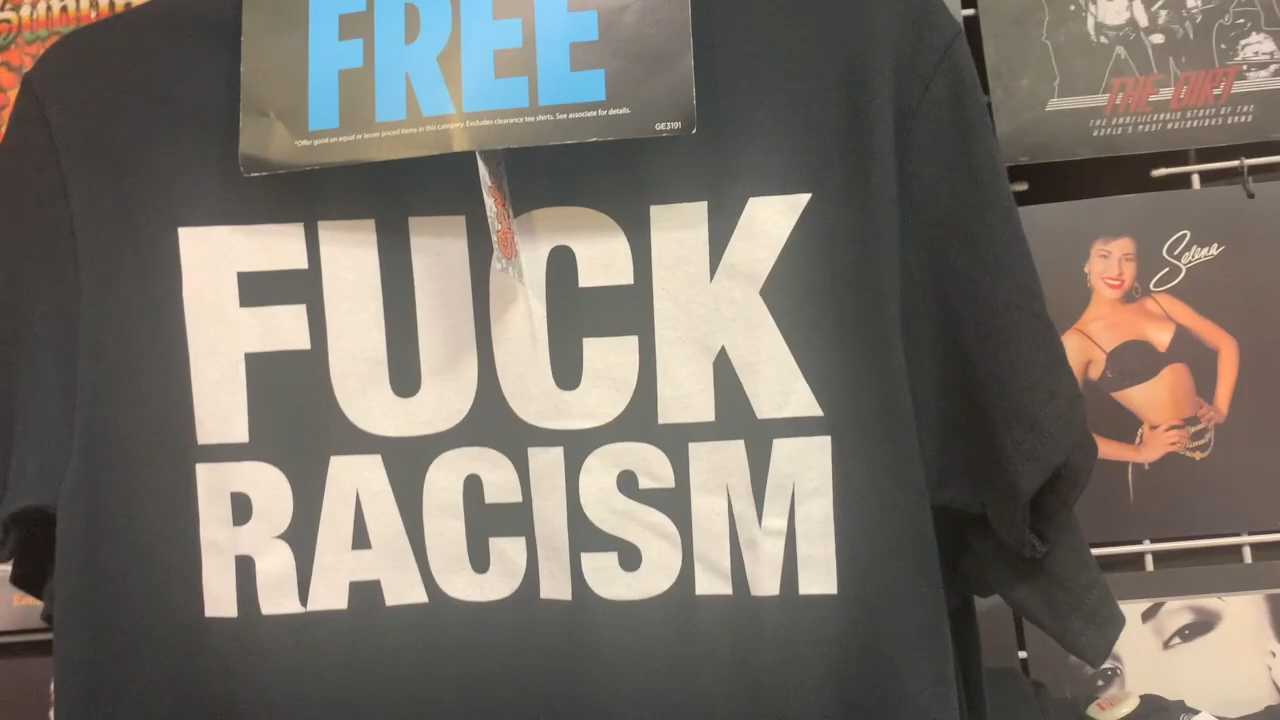 FREE
*Offer good on equal or lesser priced items in this category. Excludes clearance tee shirts. See associate for details.
GE3191
FUCK
RACISM
THE DIRT
THE UNBELIEVABLE STORY OF THE
WORLD'S MOST NOTORIOUS BAND
Selena